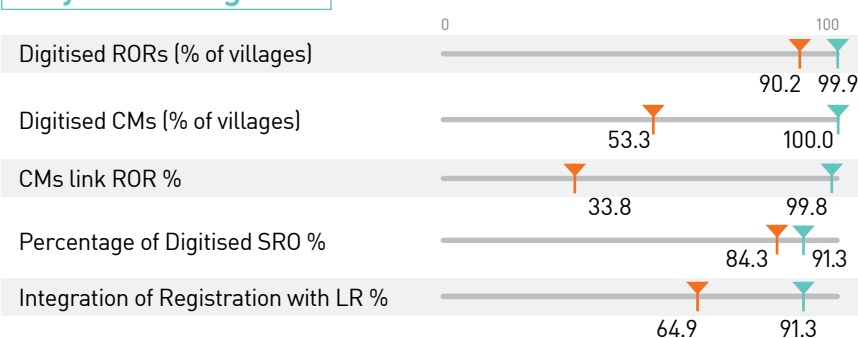 0 100
Digitised RORs (% of villages)
90.2 99.9
Digitised CMs (% of villages)
53.3 100.0
CMs link ROR %
33.8 99.8
Percentage of Digitised SRO %
84.3 91.3
Integration of Registration with LR %
64.9 91.3